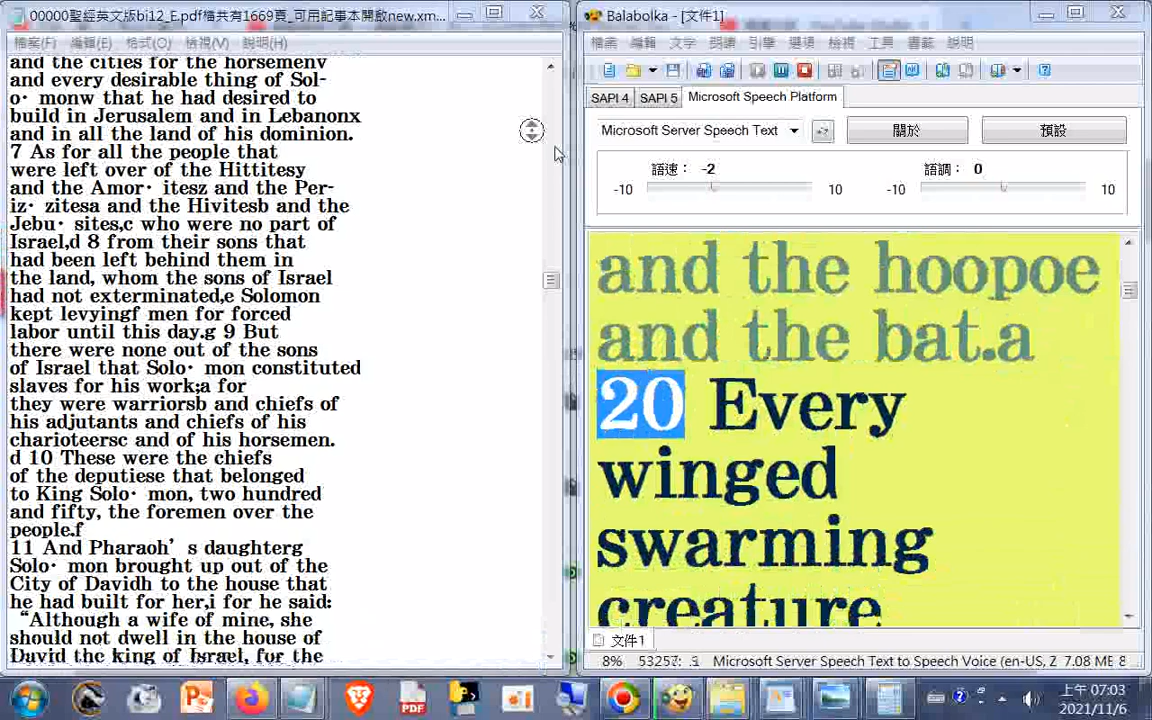 00000聖經英文版bi12_E.pdf檔共有1669頁_可用記事本開啟new.xm...
檔案(F) 編輯(E) 格式(O) 檢視(V) 說明(H)
and the cities for the horsemenv
and every desirable thing of Sol-
o· monw that he had desired to
build in Jerusalem and in Lebanonx
and in all the land of his dominion.
7 As for all the people that
were left over of the Hittitesy
and the Amor· itesz and the Per-
iz· zitesa and the Hivitesb and the
Jebu· sites,c who were no part of
Israel,d 8 from their sons that
had been left behind them in
the land, whom the sons of Israel
had not exterminated,e Solomon
kept levyingf men for forced
labor until this day.g 9 But
there were none out of the sons
of Israel that Solo· mon constituted
slaves for his work;a for
they were warriorsb and chiefs of
his adjutants and chiefs of his
charioteersc and of his horsemen.
d 10 These were the chiefs
of the deputiese that belonged
to King Solo· mon, two hundred
and fifty, the foremen over the
people.f
11 And Pharaoh’ s daughterg
Solo· mon brought up out of the
City of Davidh to the house that
he had built for her,i for he said:
“Although a wife of mine, she
should not dwell in the house of
David the king of Israel, for the
Balabolka - [文件1]
檔案 編輯 文字 朗讀 引擎 選項 檢視 工具 書籤 說明
SAPI 4 SAPI 5 Microsoft Speech Platform
Microsoft Server Speech Text 關於 預設
語速： -2 語調： 0
-10 10 -10 10
and the hoopoe
and the bat.a
20 Every
winged
swarming
creature
文件1
8% 53257: 1 Microsoft Server Speech Text to Speech Voice (en-US, Z 7.08 MB 8
PDF
上午 07:03
2021/11/6